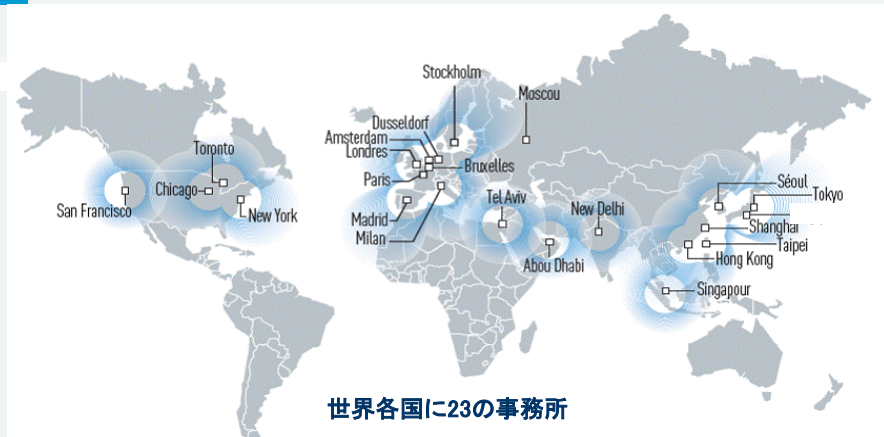 Stockholm
Moscou
Dusseldorf
Amsterdam
Londres
Toronto
Bruxelles
Paris
Chicago
Séoul
Tel Aviv
New Delhi
Tokyo
San Francisco
New York
Madrid
Milan
Shanghai
Taipei
Abou Dhabi
Hong Kong
Singapour
世界各国に23の事務所